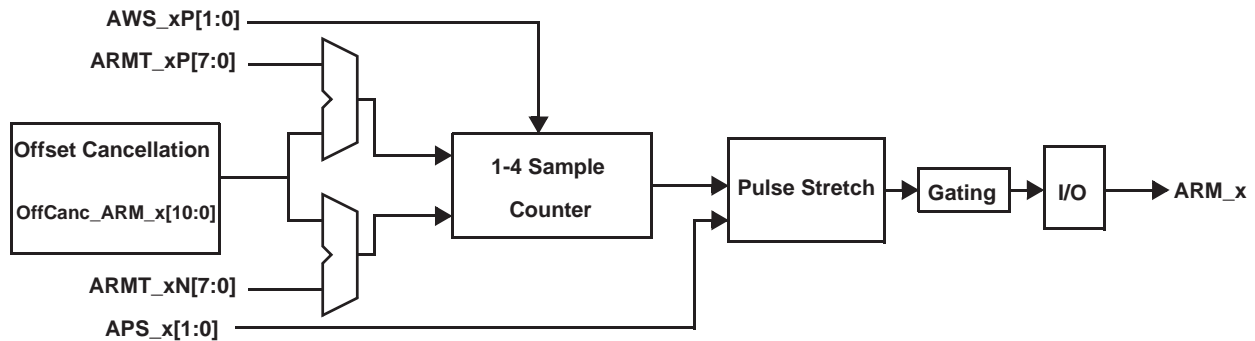 AWS_xP[1:0]
ARMT_xP[7:0]
Offset Cancellation
OffCanc_ARM_x[10:0]
1-4 Sample
Counter
Pulse Stretch
Gating
I/O
ARM_x
ARMT_xN[7:0]
APS_x[1:0]